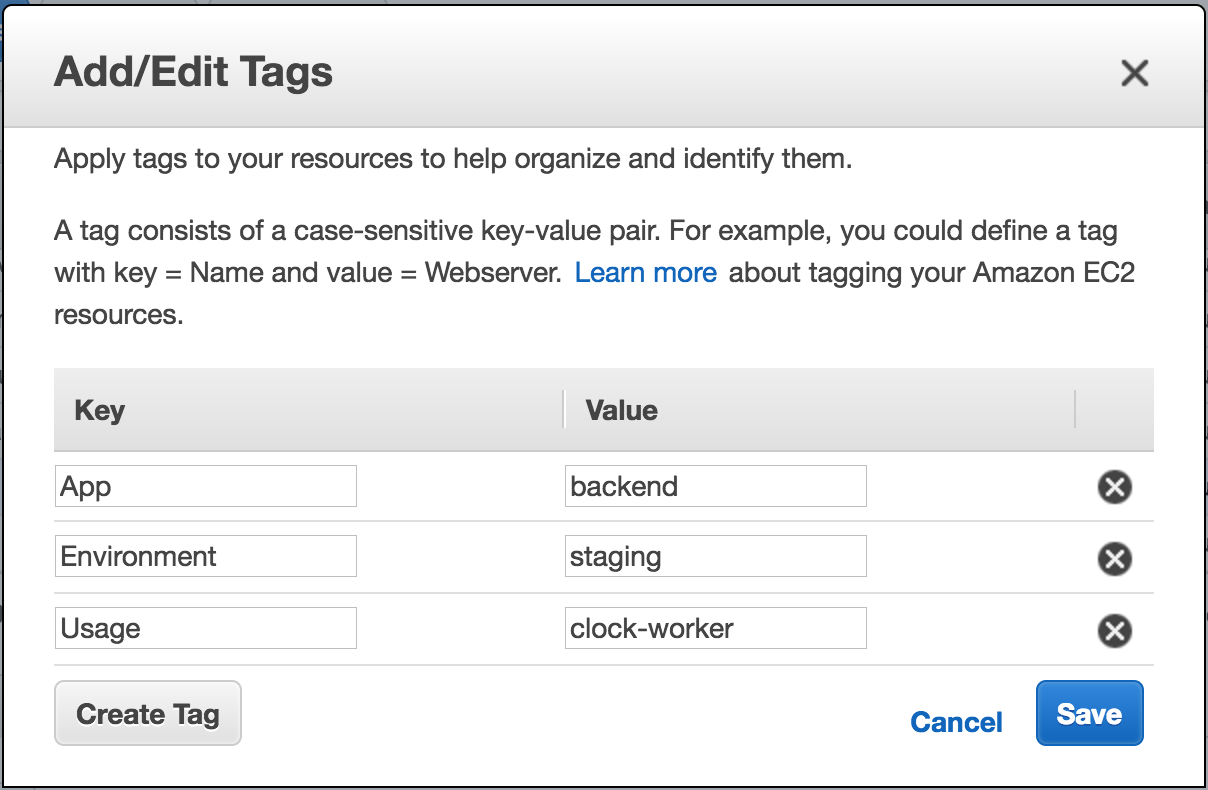 Add/Edit Tags
Apply tags to your resources to help organize and identify them.
A tag consists of a case-sensitive key-value pair. For example, you could define a tag
with key = Name and value = Webserver. Learn more about tagging your Amazon EC2
resources.
Key Value
App backend
Environment staging
Usage clock-worker
Create Tag Cancel Save